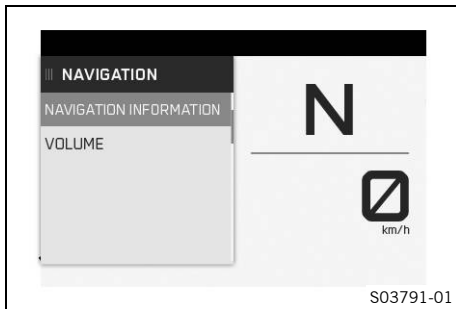 NAVIGATION
NAVIGATION INFORMATION
VOLUME
N
0
km/h
S03791-01